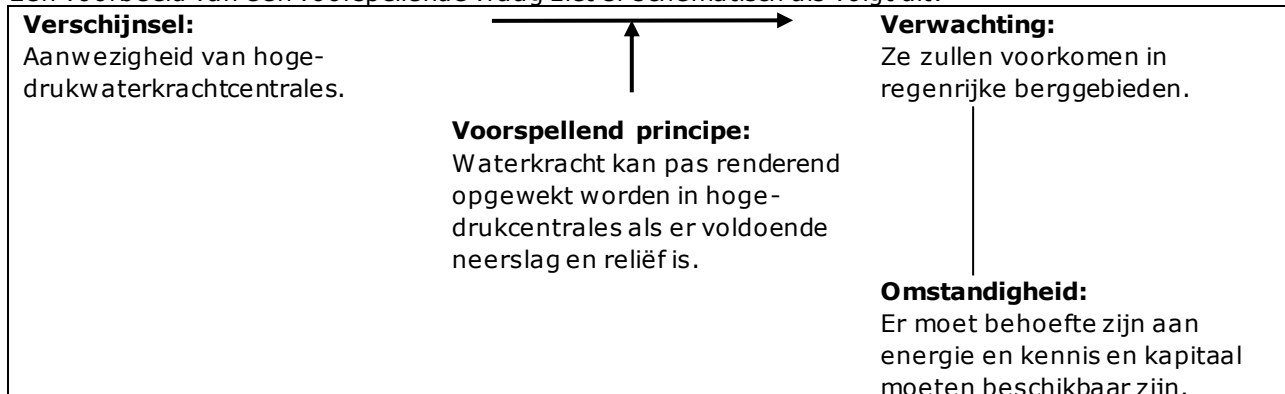 Verschijnsel:
Aanwezigheid van hoge-
drukwaterkrachtcentrales.
Verwachting:
Ze zullen voorkomen in
regenrijke berggebieden.
Voorspellend principe:
Waterkracht kan pas renderend
opgewekt worden in hoge-
drukcentrales als er voldoende
neerslag en reliëf is.
Omstandigheid:
Er moet behoefte zijn aan
energie en kennis en kapitaal
moeten beschikbaar zijn.